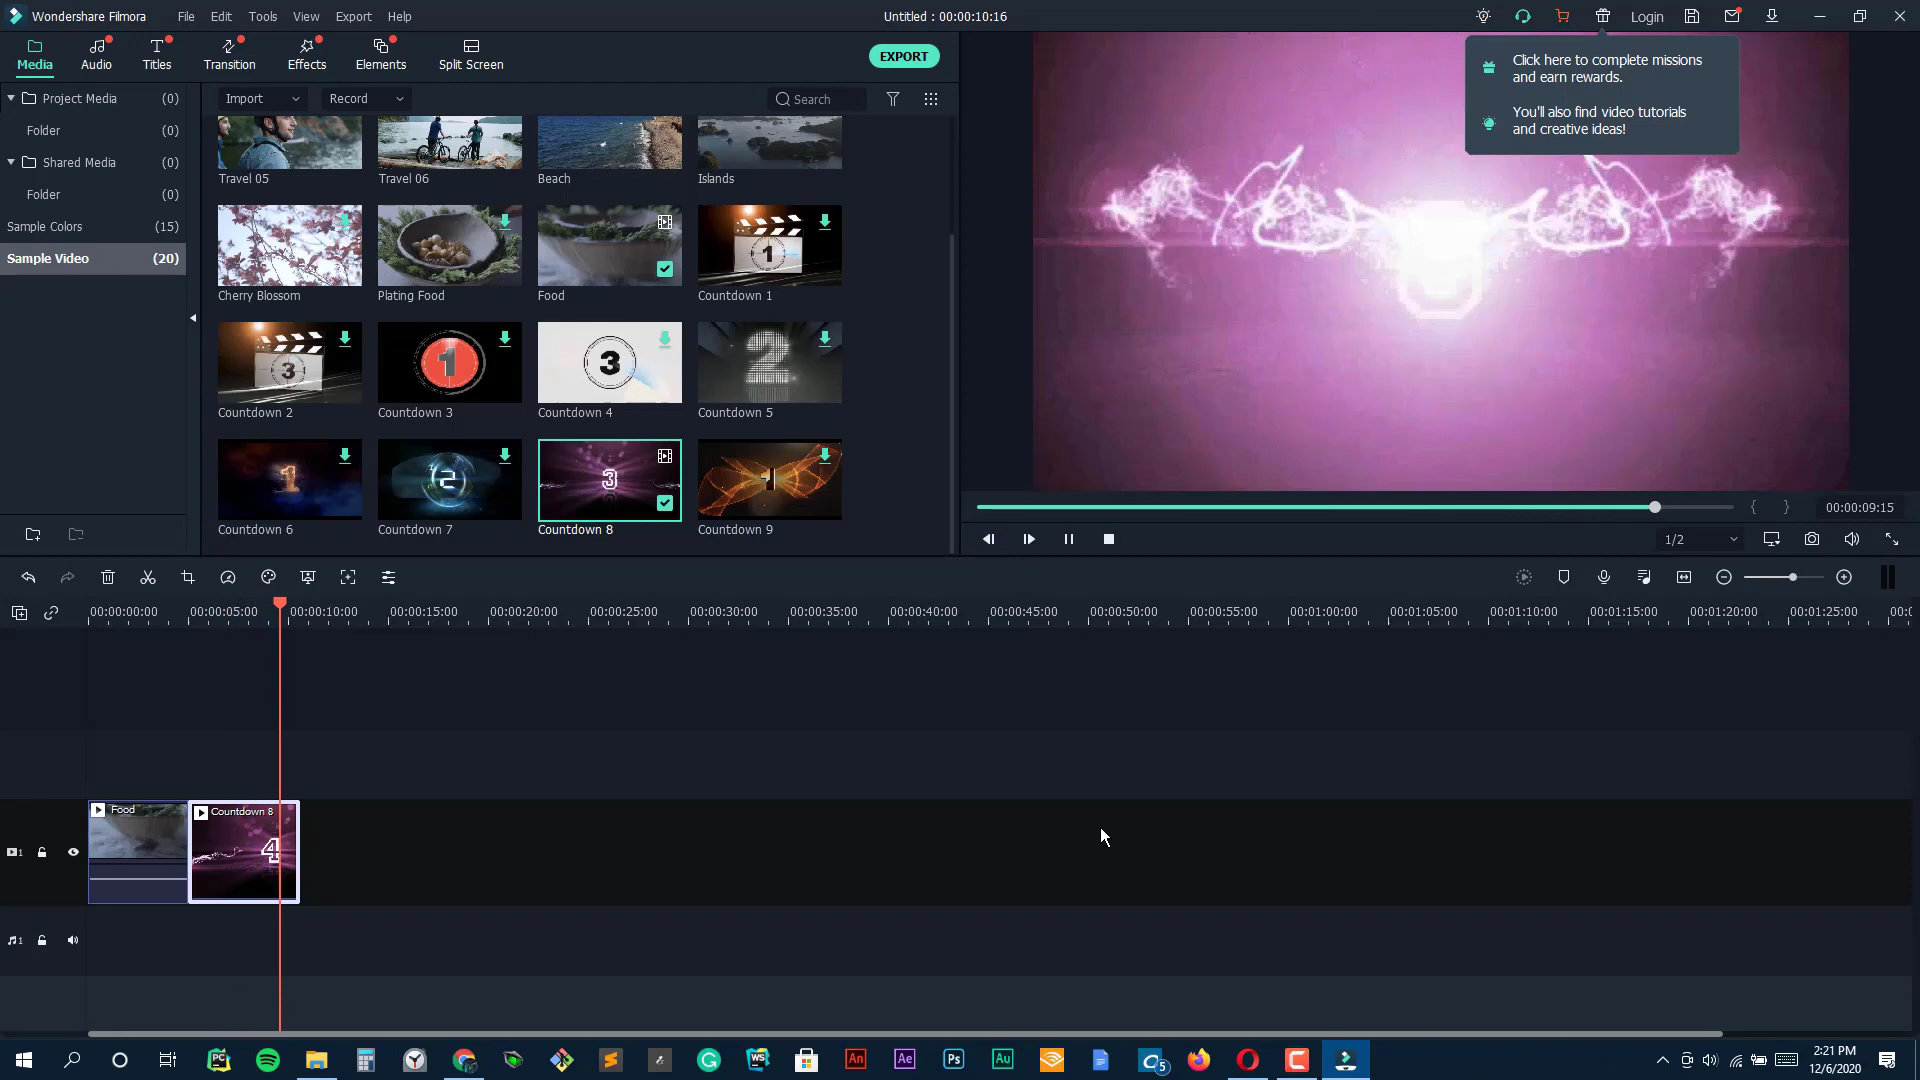 Wondershare Filmora File Edit Tools View Export Help Untitled : 00:00:10:16 Login
Media Audio Titles Transition Effects Elements Split Screen EXPORT
Click here to complete missions
and earn rewards.
You'll also find video tutorials
and creative ideas!
Project Media (0)
Folder (0)
Shared Media (0)
Folder (0)
Sample Colors (15)
Sample Video (20)
Import Record Search
Travel 05 Travel 06 Beach Islands
Cherry Blossom Plating Food Food Countdown 1
Countdown 2 Countdown 3 Countdown 4 Countdown 5
Countdown 6 Countdown 7 Countdown 8 Countdown 9
00:00:09:15
1/2
00:00:00:00 00:00:05:00 00:00:10:00 00:00:15:00 00:00:20:00 00:00:25:00 00:00:30:00 00:00:35:00 00:00:40:00 00:00:45:00 00:00:50:00 00:00:55:00 00:01:00:00 00:01:05:00 00:01:10:00 00:01:15:00 00:01:20:00 00:01:25:00
Food Countdown 8
4
1
1
2:21 PM
12/6/2020